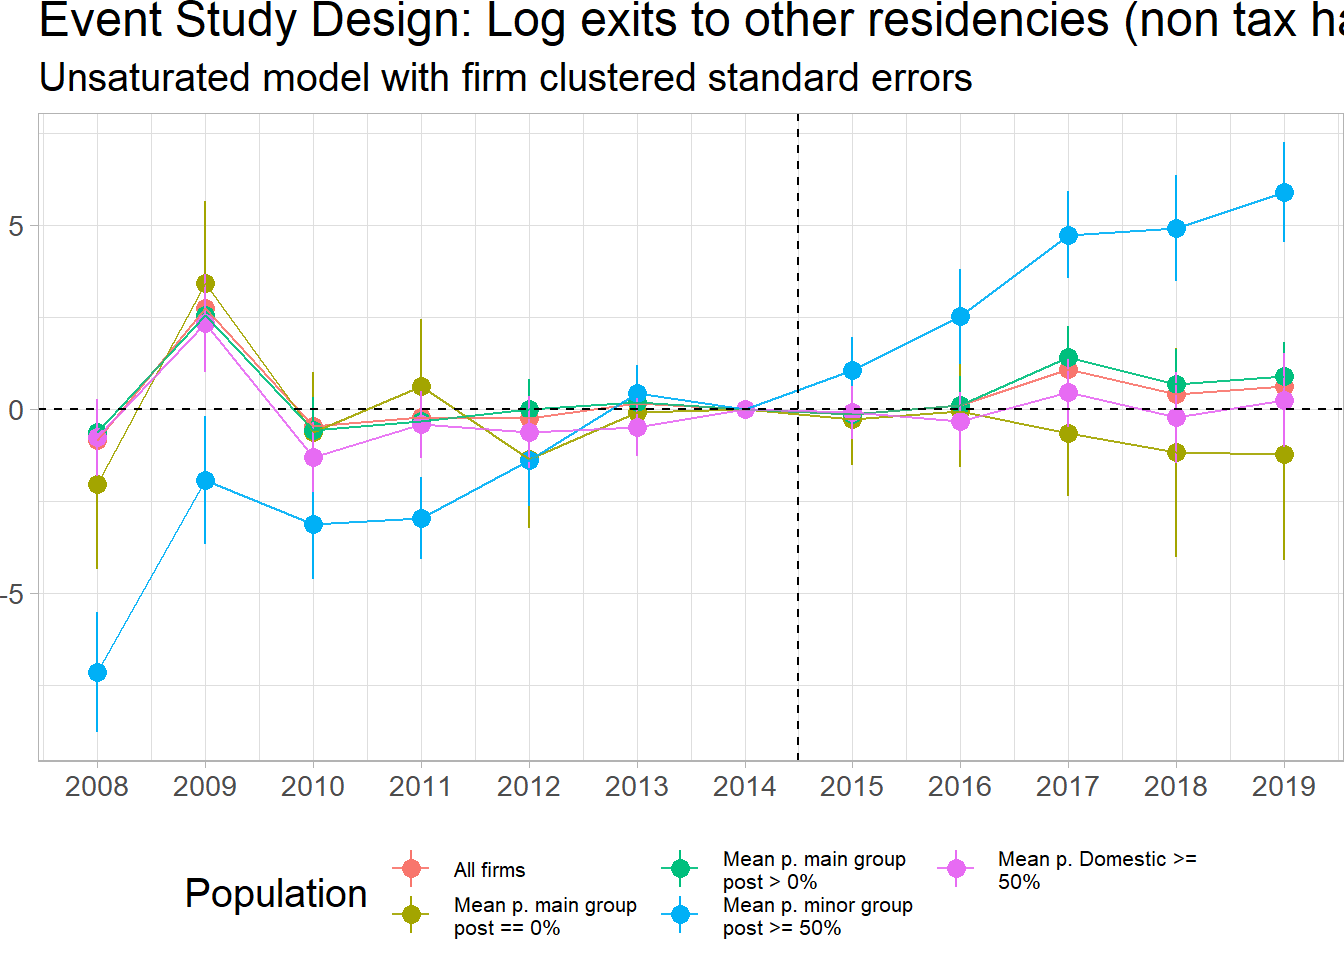 Event Study Design: Log exits to other residencies (non tax ha
Unsaturated model with firm clustered standard errors
5
0
-5
2008 2009 2010 2011 2012 2013 2014 2015 2016 2017 2018 2019
Population
All firms
Mean p. main group
post == 0%
Mean p. main group
post > 0%
Mean p. minor group
post >= 50%
Mean p. Domestic >=
50%